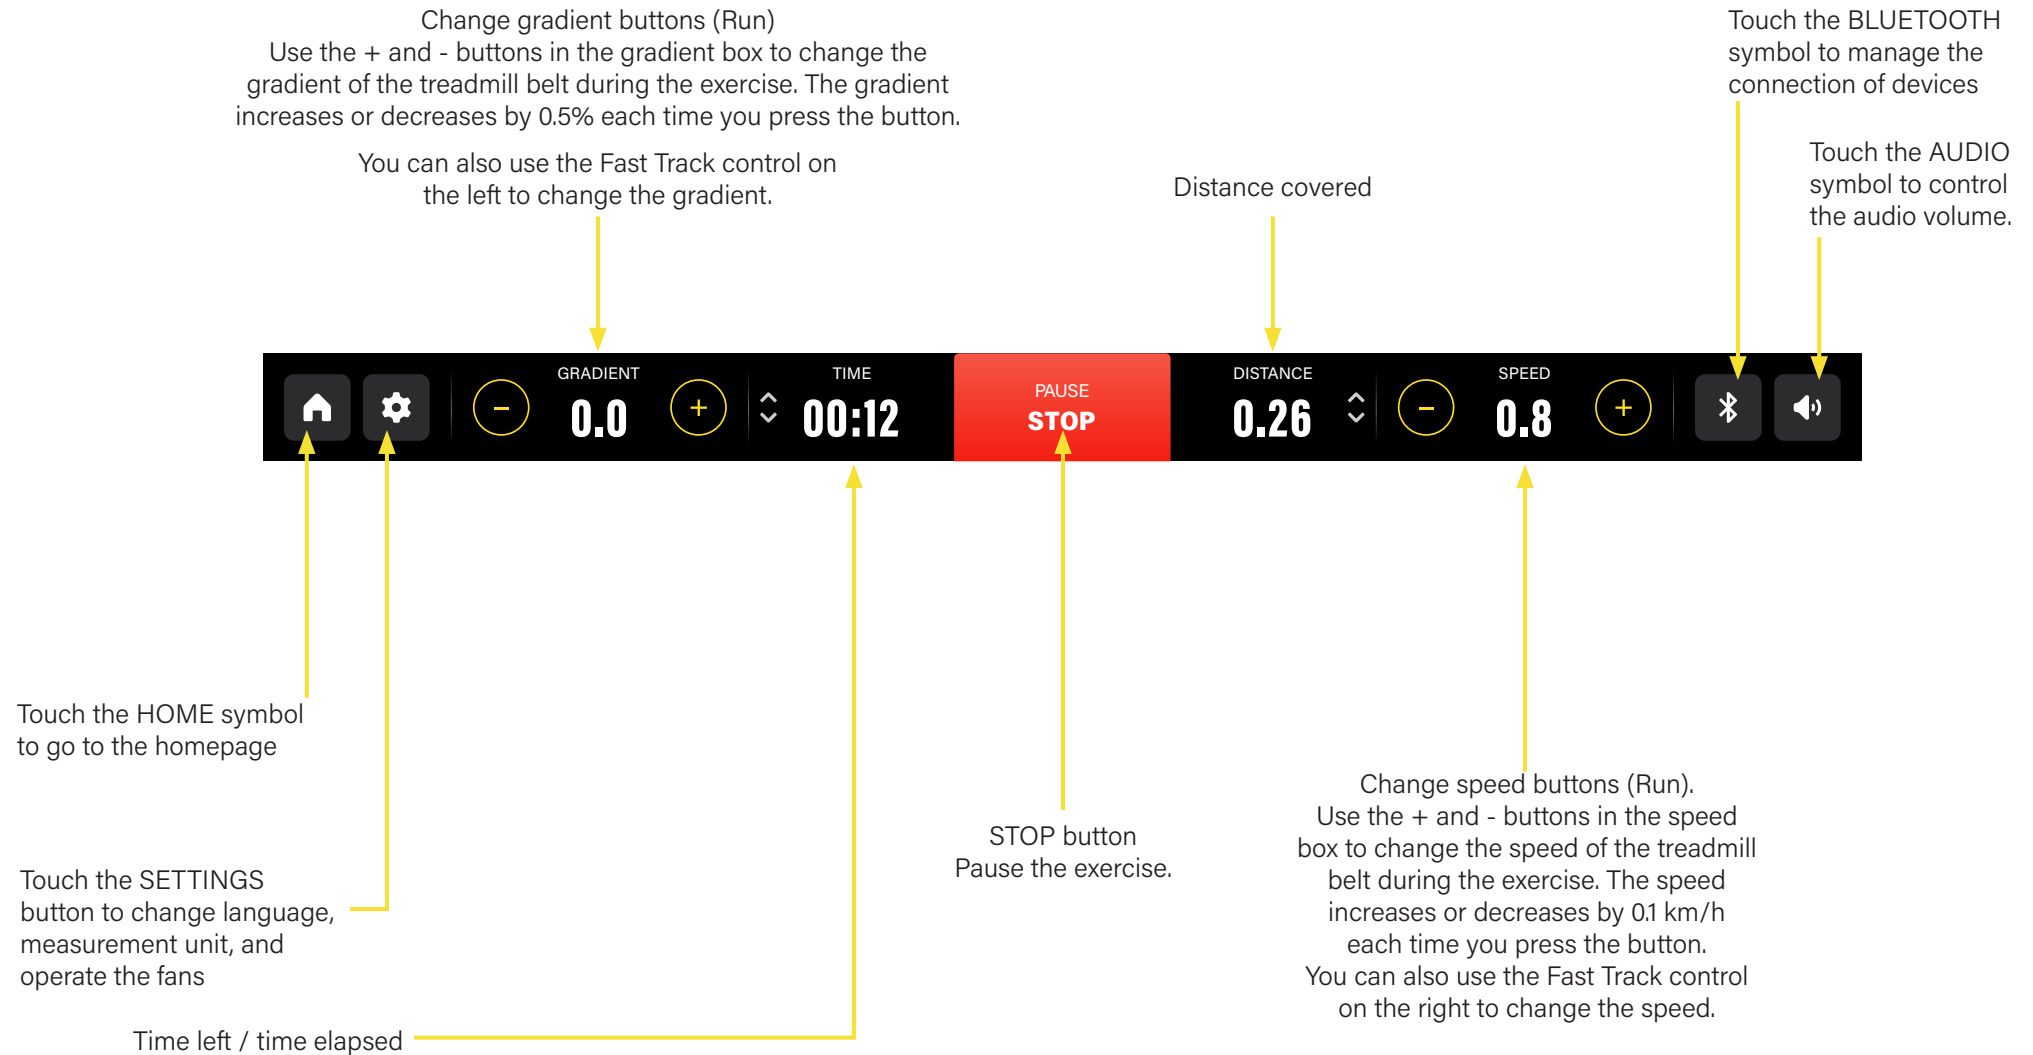 Change gradient buttons (Run)
Use the + and - buttons in the gradient box to change the
gradient of the treadmill belt during the exercise. The gradient
increases or decreases by 0.5% each time you press the button.
You can also use the Fast Track control on
the left to change the gradient.
Distance covered
Touch the BLUETOOTH
symbol to manage the
connection of devices
Touch the AUDIO
symbol to control
the audio volume.
GRADIENT
- 0.0 +
TIME
00:12
PAUSE
STOP
DISTANCE
0.26
SPEED
- 0.8 +
Touch the HOME symbol
to go to the homepage
Touch the SETTINGS
button to change language,
measurement unit, and
operate the fans
Time left / time elapsed
STOP button
Pause the exercise.
Change speed buttons (Run).
Use the + and - buttons in the speed
box to change the speed of the treadmill
belt during the exercise. The speed
increases or decreases by 0.1 km/h
each time you press the button.
You can also use the Fast Track control
on the right to change the speed.